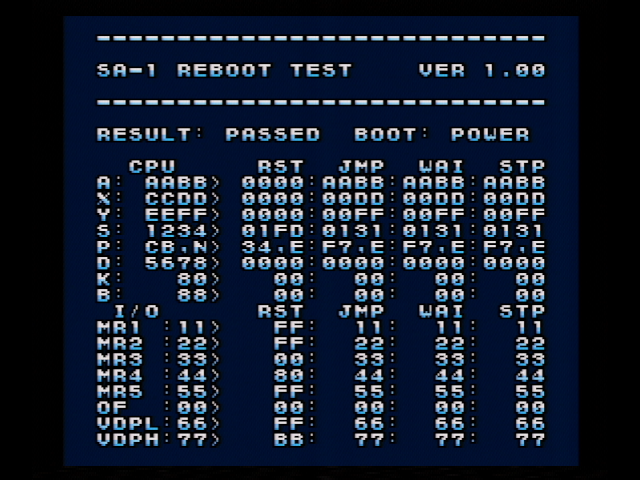 ----------------------------
SA-1 REBOOT TEST VER 1.00
----------------------------
RESULT: PASSED BOOT: POWER
CPU RST JMP WAI STP
A: AABB> 0000:AABB:AABB:AABB
X: CCDD> 0000:00DD:00DD:00DD
Y: EEFF> 0000:00FF:00FF:00FF
S: 1234> 01FD:0131:0131:0131
P: CB.N> 34.E:F7.E:F7.E:F7.E
D: 5678> 0000:0000:0000:0000
K: 80> 00: 00: 00: 00
B: 88> 00: 00: 00: 00
I/O RST JMP WAI STP
MR1 :11> FF: 11: 11: 11
MR2 :22> FF: 22: 22: 22
MR3 :33> 00: 33: 33: 33
MR4 :44> 80: 44: 44: 44
MR5 :55> FF: 55: 55: 55
OF :00> 00: 00: 00: 00
VDPL:66> FF: 66: 66: 66
VDPH:77> BB: 77: 77: 77